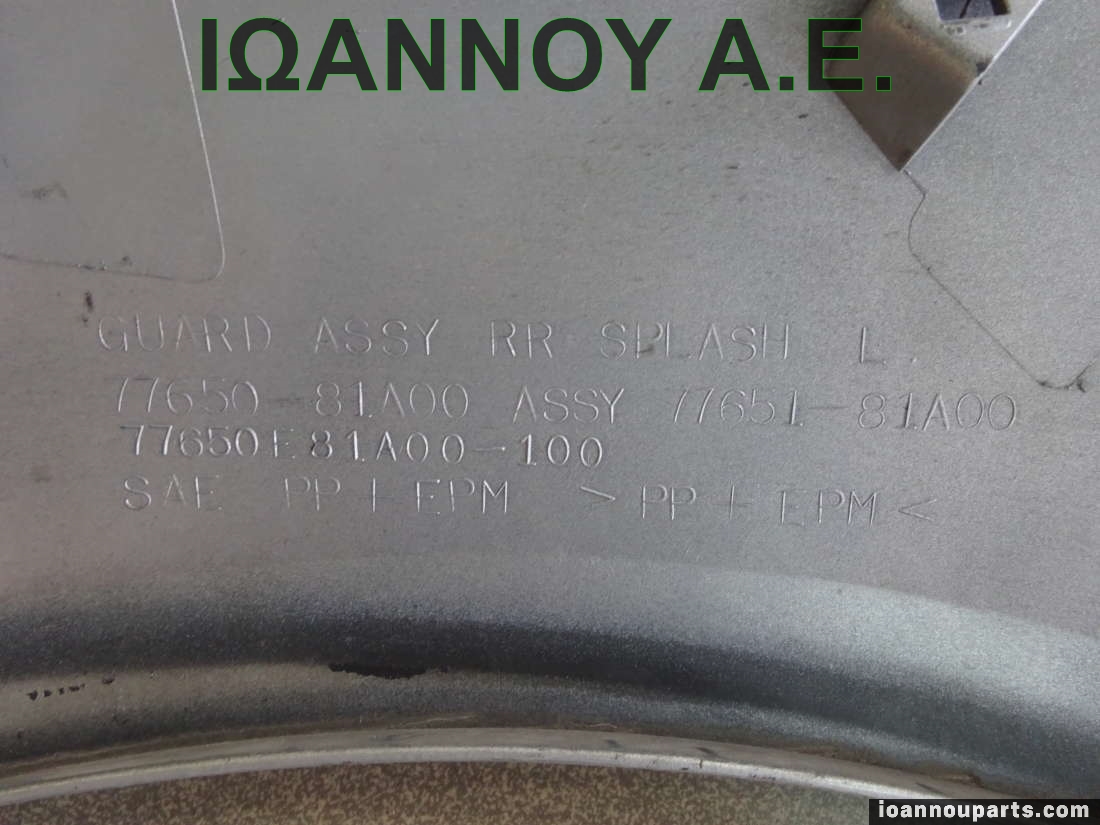 ΙΩΑΝΝΟΥ Α.Ε.
GUARD ASSY RR SPLASH L.
77650-81A00 ASSY 77651-81A00
77650E81A00-100
SAE PP+EPM >PP+EPM<
ioannouparts.com